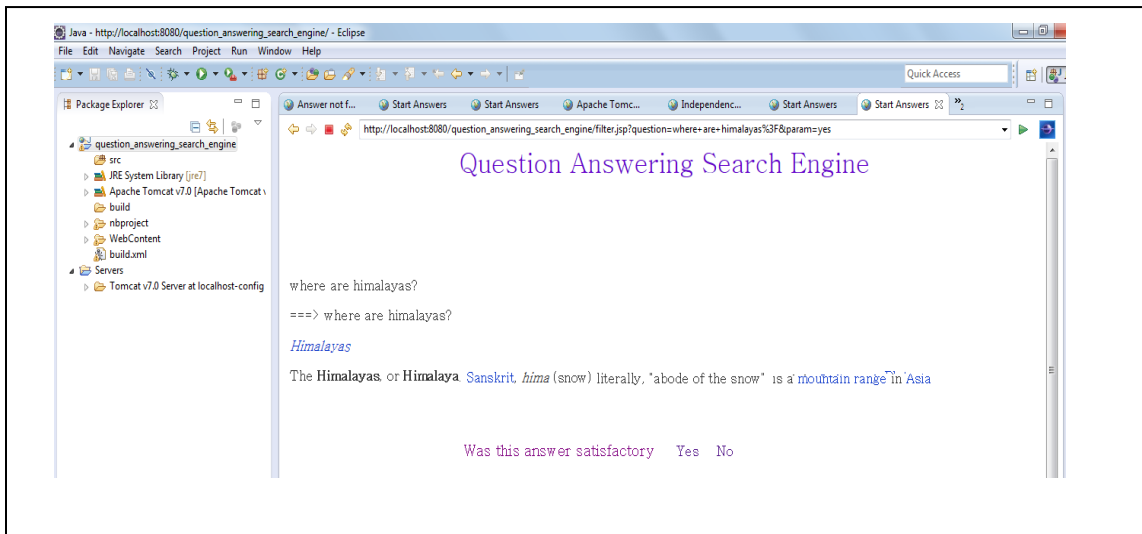 Java - http://localhost:8080/question_answering_search_engine/ - Eclipse
File Edit Navigate Search Project Run Window Help
Quick Access
Package Explorer
Answer not f... Start Answers Start Answers Apache Tomc... Independenc... Start Answers Start Answers »2
http://localhost:8080/question_answering_search_engine/filter.jsp?question=where+are+himalayas%3F&param=yes
question_answering_search_engine
src
JRE System Library [jre7]
Apache Tomcat v7.0 [Apache Tomcat v
build
nbproject
WebContent
build.xml
Servers
Tomcat v7.0 Server at localhost-config
Question Answering Search Engine
where are himalayas?
===> where are himalayas?
Himalayas
The Himalayas, or Himalaya Sanskrit, hima (snow) literally, "abode of the snow" is a mountain range in Asia
Was this answer satisfactory Yes No